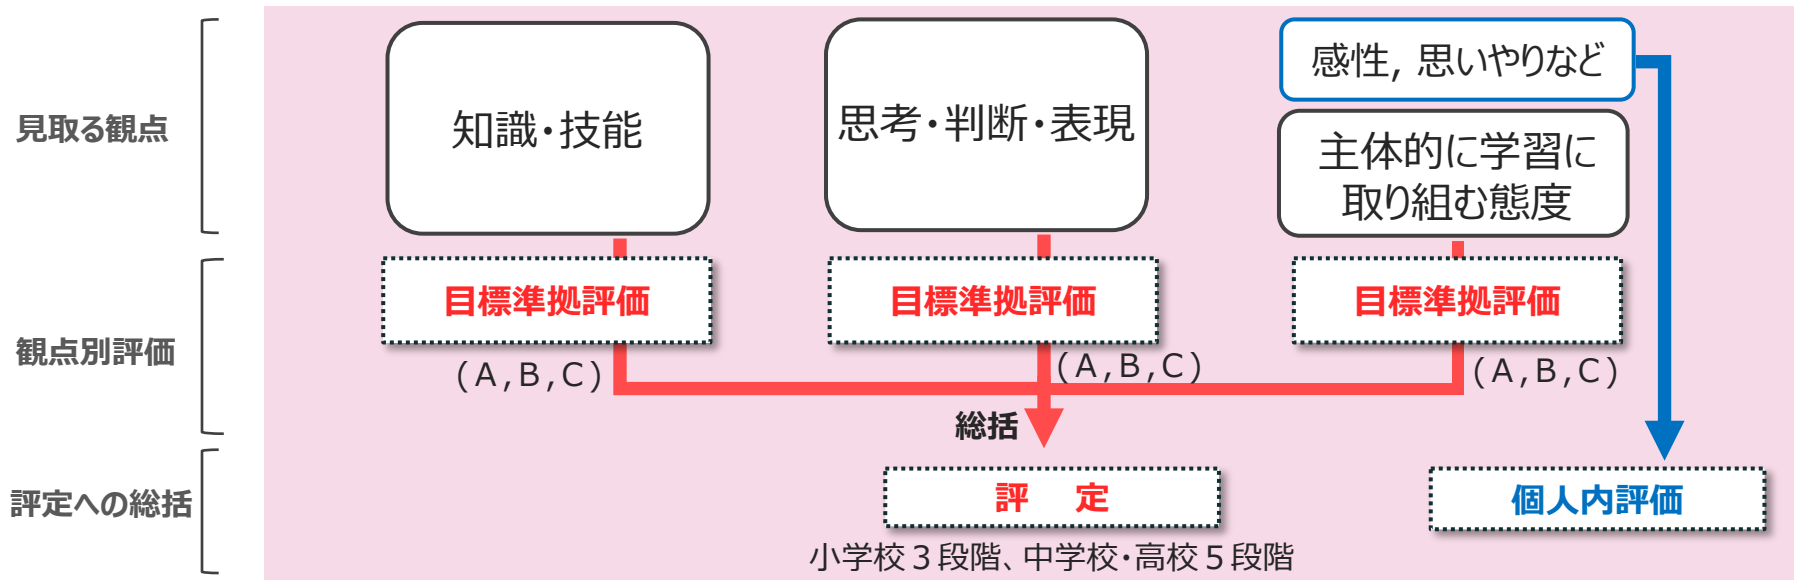 見取る観点
知識・技能
思考・判断・表現
感性, 思いやりなど
主体的に学習に
取り組む態度
観点別評価
目標準拠評価
目標準拠評価
目標準拠評価
(A,B,C)
(A,B,C)
(A,B,C)
総括
評定への総括
評 定
個人内評価
小学校3段階、中学校・高校5段階